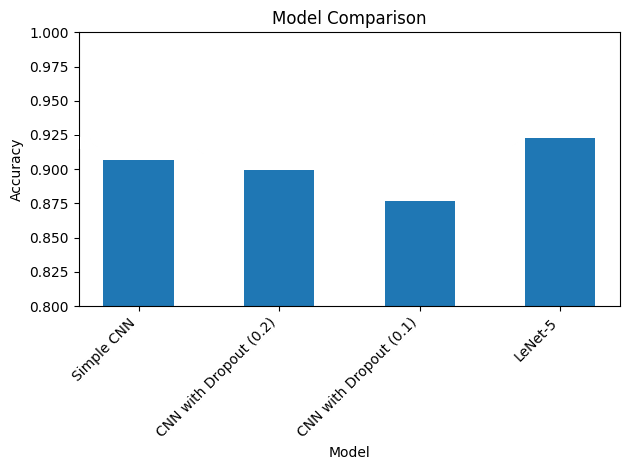 Model Comparison
1.000
0.975
0.950
0.925
0.900
0.875
0.850
0.825
0.800
Accuracy
Simple CNN
CNN with Dropout (0.2)
CNN with Dropout (0.1)
LeNet-5
Model